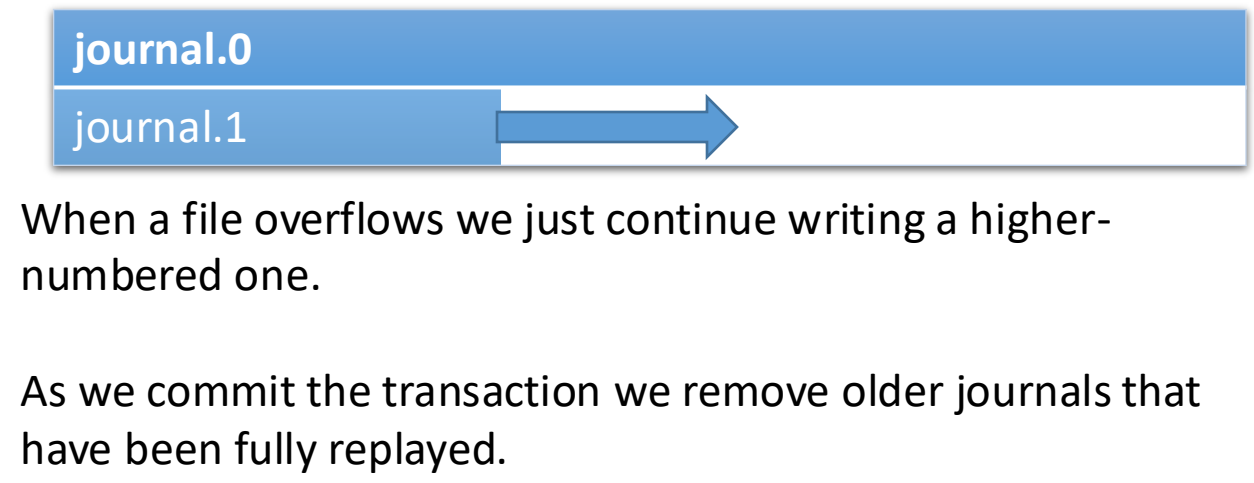 journal.0
journal.1
When a file overflows we just continue writing a higher-
numbered one.
As we commit the transaction we remove older journals that
have been fully replayed.